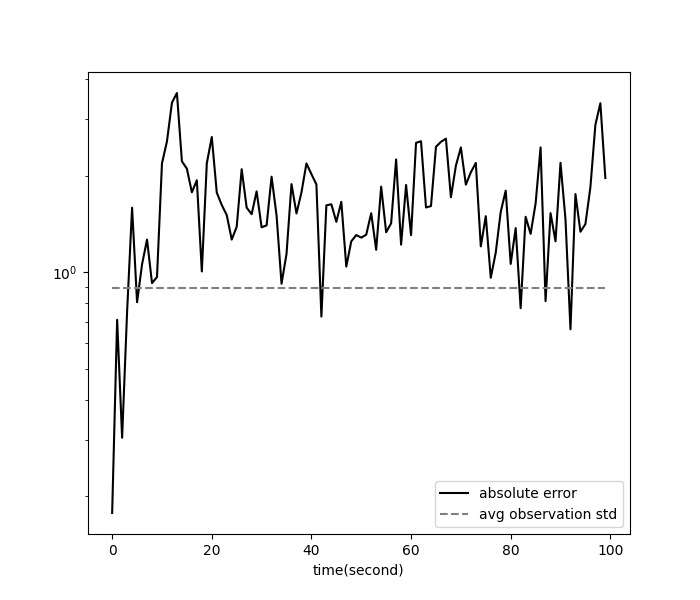 10⁰
0
20
40
60
80
100
time(second)
absolute error
avg observation std